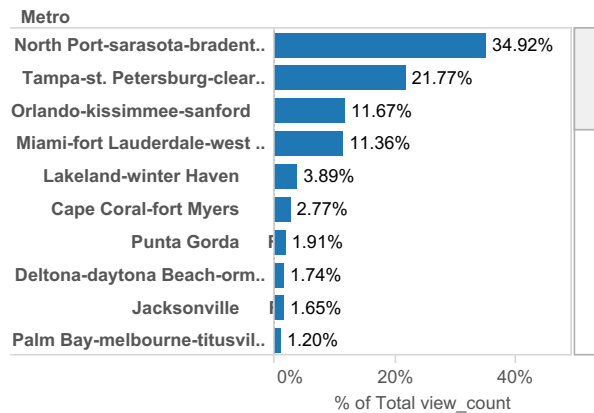 Metro
North Port-sarasota-bradent.. 34.92%
Tampa-st. Petersburg-clear.. 21.77%
Orlando-kissimmee-sanford 11.67%
Miami-fort Lauderdale-west .. 11.36%
Lakeland-winter Haven 3.89%
Cape Coral-fort Myers 2.77%
Punta Gorda 1.91%
Deltona-daytona Beach-orm.. 1.74%
Jacksonville 1.65%
Palm Bay-melbourne-titusvil.. 1.20%
0% 20% 40%
% of Total view_count